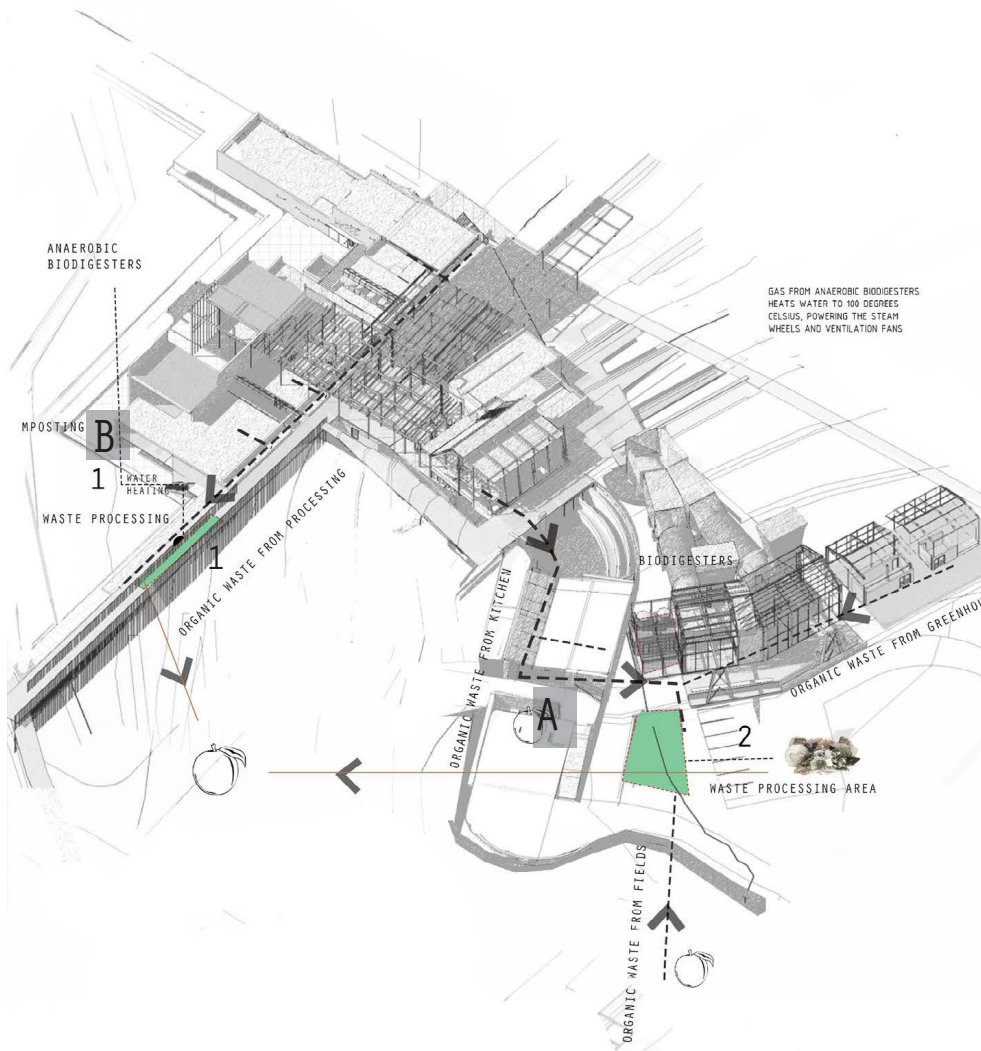 ANAEROBIC
BIODIGESTERS
GAS FROM ANAEROBIC BIODIGESTERS
HEATS WATER TO 100 DEGREES
CELSIUS, POWERING THE STEAM
WHEELS AND VENTILATION FANS
MPOSTING
B
1
WATER
HEATING
WASTE PROCESSING
1
ORGANIC WASTE FROM PROCESSING
BIODIGESTERS
ORGANIC WASTE FROM KITCHEN
ORGANIC WASTE FROM GREENHOU
A
2
WASTE PROCESSING AREA
ORGANIC WASTE FROM FIELDS